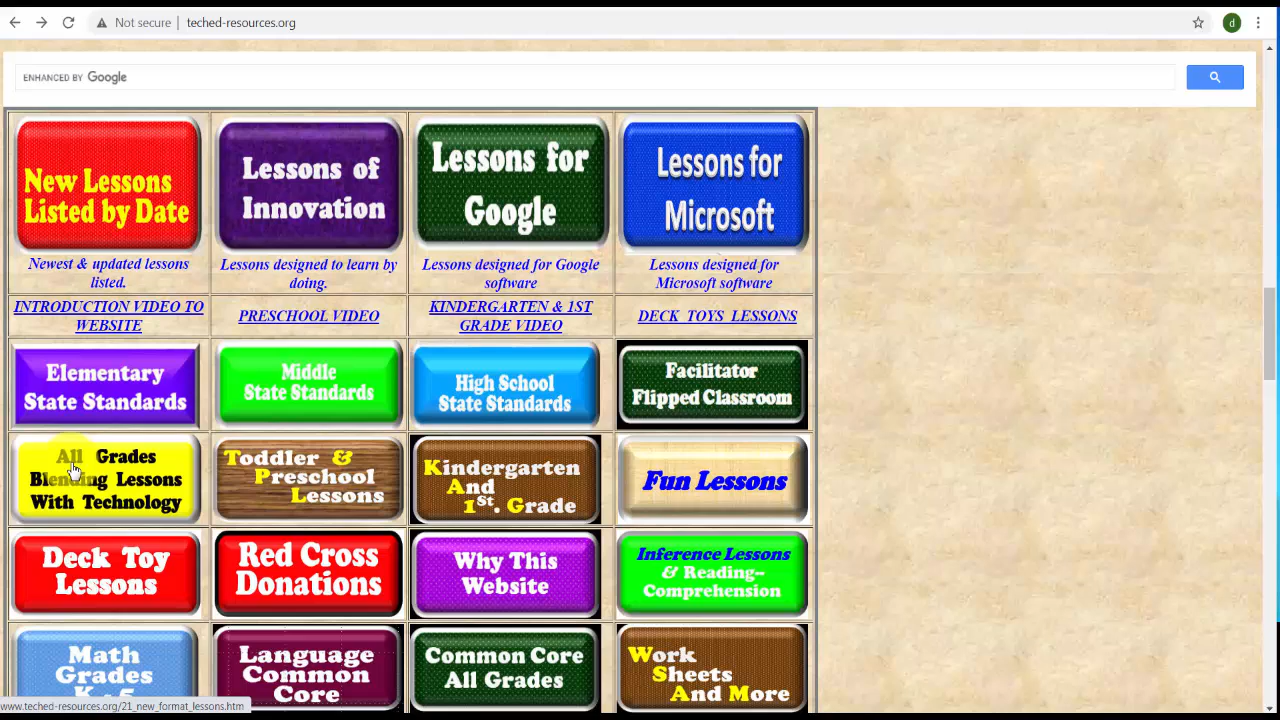 Not secure | teched-resources.org
d
ENHANCED BY Google
New Lessons
Listed by Date
Lessons of
Innovation
Lessons for
Google
Lessons for
Microsoft
Newest & updated lessons
listed.
Lessons designed to learn by
doing.
Lessons designed for Google
software
Lessons designed for
Microsoft software
INTRODUCTION VIDEO TO
WEBSITE
PRESCHOOL VIDEO
KINDERGARTEN & 1ST
GRADE VIDEO
DECK TOYS LESSONS
Elementary
State Standards
Middle
State Standards
High School
State Standards
Facilitator
Flipped Classroom
All Grades
Blending Lessons
With Technology
Toddler &
Preschool
Lessons
Kindergarten
And
1St. Grade
Fun Lessons
Deck Toy
Lessons
Red Cross
Donations
Why This
Website
Inference Lessons
& Reading-
Comprehension
Math
Grades
K-5
Language
Common
Core
Common Core
All Grades
Work
Sheets
And More
www.teched-resources.org/21_new_format_lessons.htm